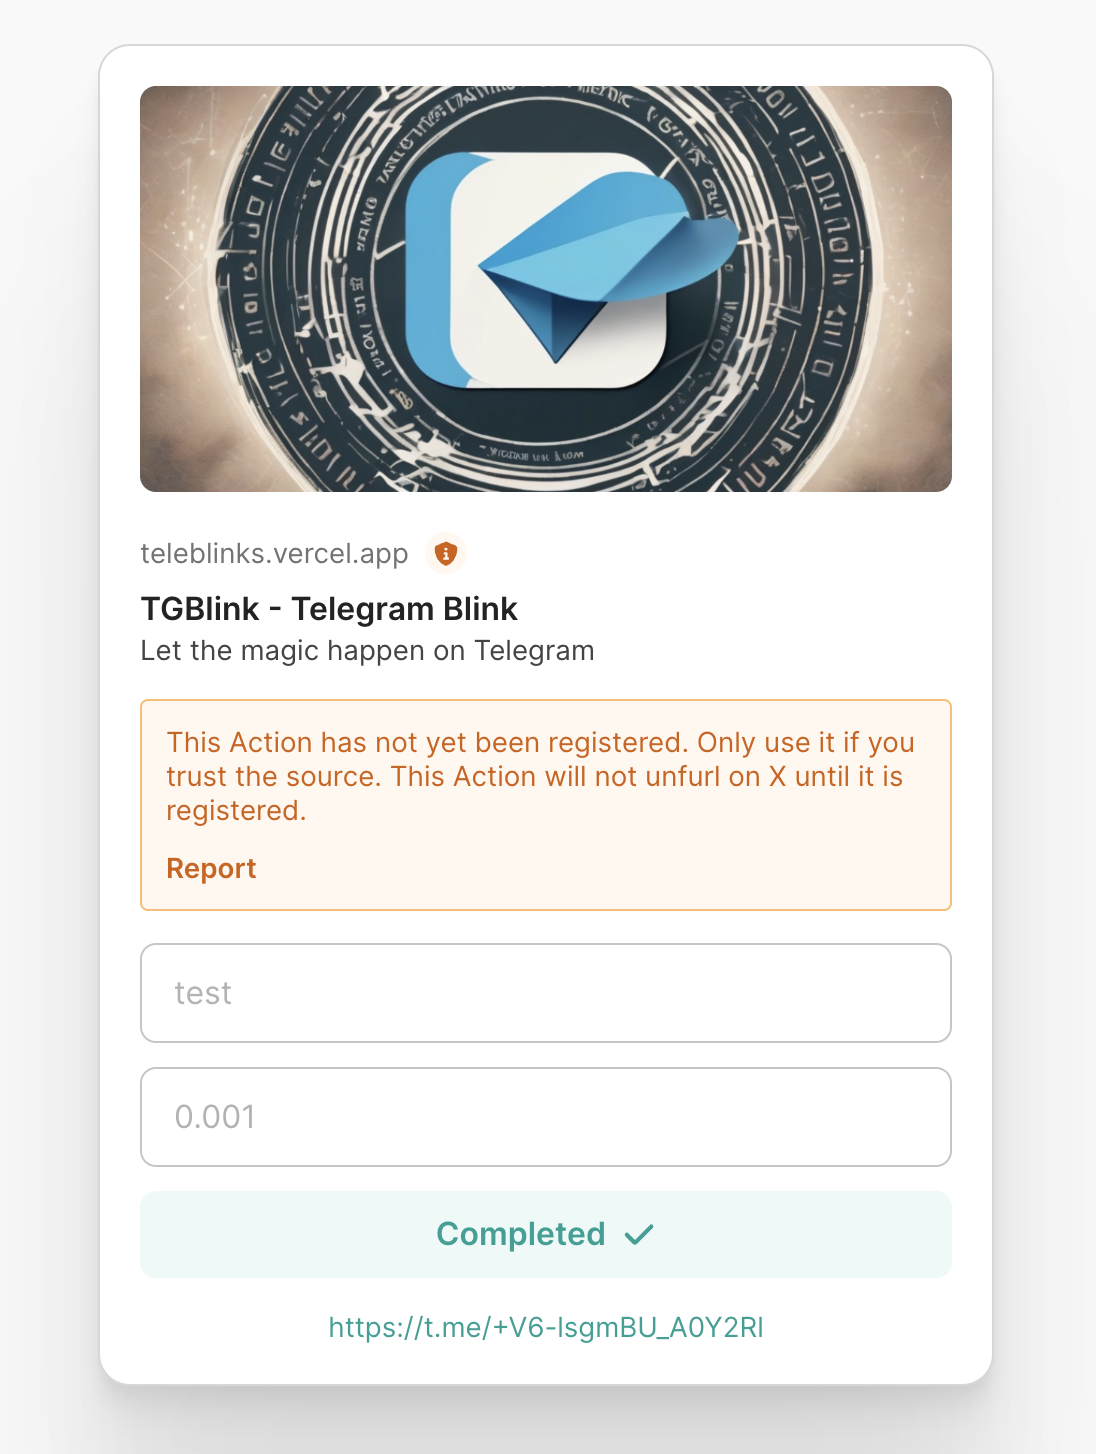 teleblinks.vercel.app
TGBlink - Telegram Blink
Let the magic happen on Telegram
This Action has not yet been registered. Only use it if you
trust the source. This Action will not unfurl on X until it is
registered.
Report
test
0.001
Completed
https://t.me/+V6-lsgmBU_A0Y2Rl